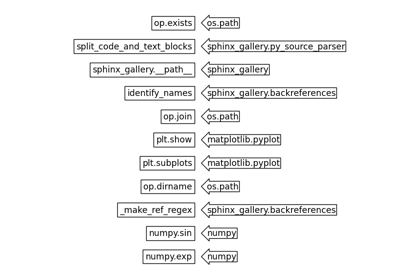 op.exists os.path
split_code_and_text_blocks sphinx_gallery.py_source_parser
sphinx_gallery.__path__ sphinx_gallery
identify_names sphinx_gallery.backreferences
op.join os.path
plt.show matplotlib.pyplot
plt.subplots matplotlib.pyplot
op.dirname os.path
_make_ref_regex sphinx_gallery.backreferences
numpy.sin numpy
numpy.exp numpy